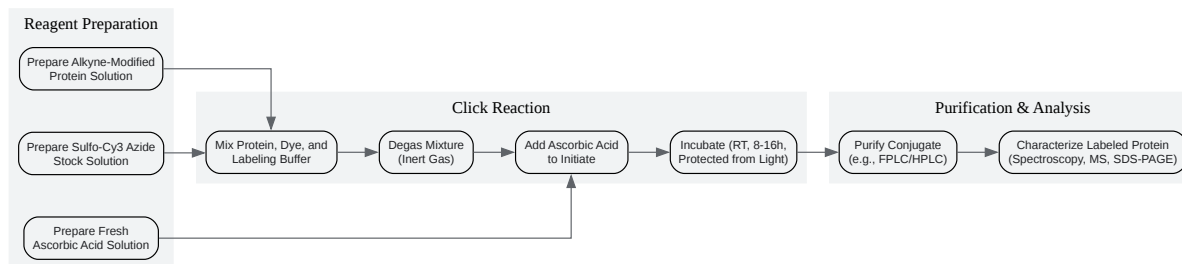 Reagent Preparation
Prepare Alkyne-Modified
Protein Solution
Prepare Sulfo-Cy3 Azide
Stock Solution
Prepare Fresh
Ascorbic Acid Solution
Click Reaction
Mix Protein, Dye, and
Labeling Buffer
Degas Mixture
(Inert Gas)
Add Ascorbic Acid
to Initiate
Incubate (RT, 8-16h,
Protected from Light)
Purification & Analysis
Purify Conjugate
(e.g., FPLC/HPLC)
Characterize Labeled Protein
(Spectroscopy, MS, SDS-PAGE)